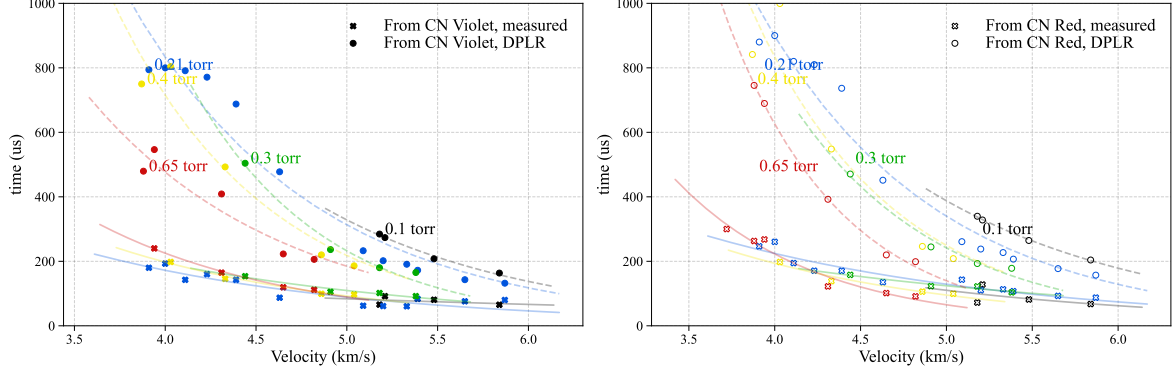 1000
800
600
400
200
0
time (us)
3.5
4.0
4.5
5.0
5.5
6.0
Velocity (km/s)
From CN Violet, measured
From CN Violet, DPLR
0.21 torr
0.4 torr
0.65 torr
0.3 torr
0.1 torr
1000
800
600
400
200
0
time (us)
3.5
4.0
4.5
5.0
5.5
6.0
Velocity (km/s)
From CN Red, measured
From CN Red, DPLR
0.21 torr
0.4 torr
0.65 torr
0.3 torr
0.1 torr